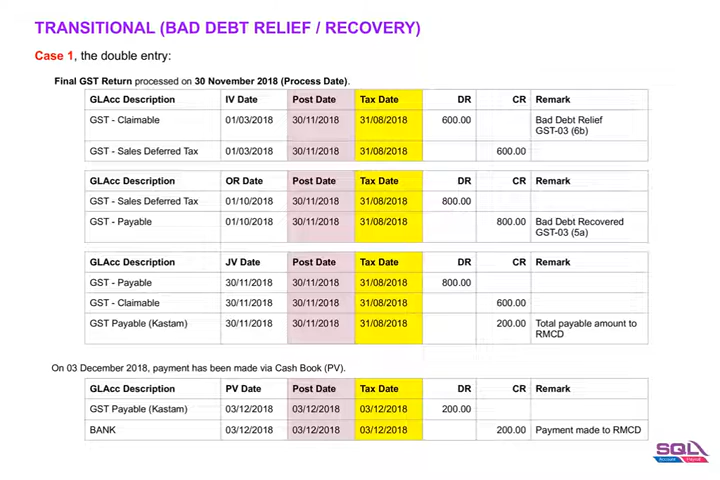 TRANSITIONAL (BAD DEBT RELIEF / RECOVERY)
Case 1, the double entry:
Final GST Return processed on 30 November 2018 (Process Date).
GLAcc Description IV Date Post Date Tax Date DR CR Remark
GST - Claimable 01/03/2018 30/11/2018 31/08/2018 600.00 Bad Debt Relief
GST-03 (6b)
GST - Sales Deferred Tax 01/03/2018 30/11/2018 31/08/2018 600.00
GLAcc Description OR Date Post Date Tax Date DR CR Remark
GST - Sales Deferred Tax 01/10/2018 30/11/2018 31/08/2018 800.00
GST - Payable 01/10/2018 30/11/2018 31/08/2018 800.00 Bad Debt Recovered
GST-03 (5a)
GLAcc Description JV Date Post Date Tax Date DR CR Remark
GST - Payable 30/11/2018 30/11/2018 31/08/2018 800.00
GST - Claimable 30/11/2018 30/11/2018 31/08/2018 600.00
GST Payable (Kastam) 30/11/2018 30/11/2018 31/08/2018 200.00 Total payable amount to
RMCD
On 03 December 2018, payment has been made via Cash Book (PV).
GLAcc Description PV Date Post Date Tax Date DR CR Remark
GST Payable (Kastam) 03/12/2018 03/12/2018 03/12/2018 200.00
BANK 03/12/2018 03/12/2018 03/12/2018 200.00 Payment made to RMCD
SQL
Account Payroll